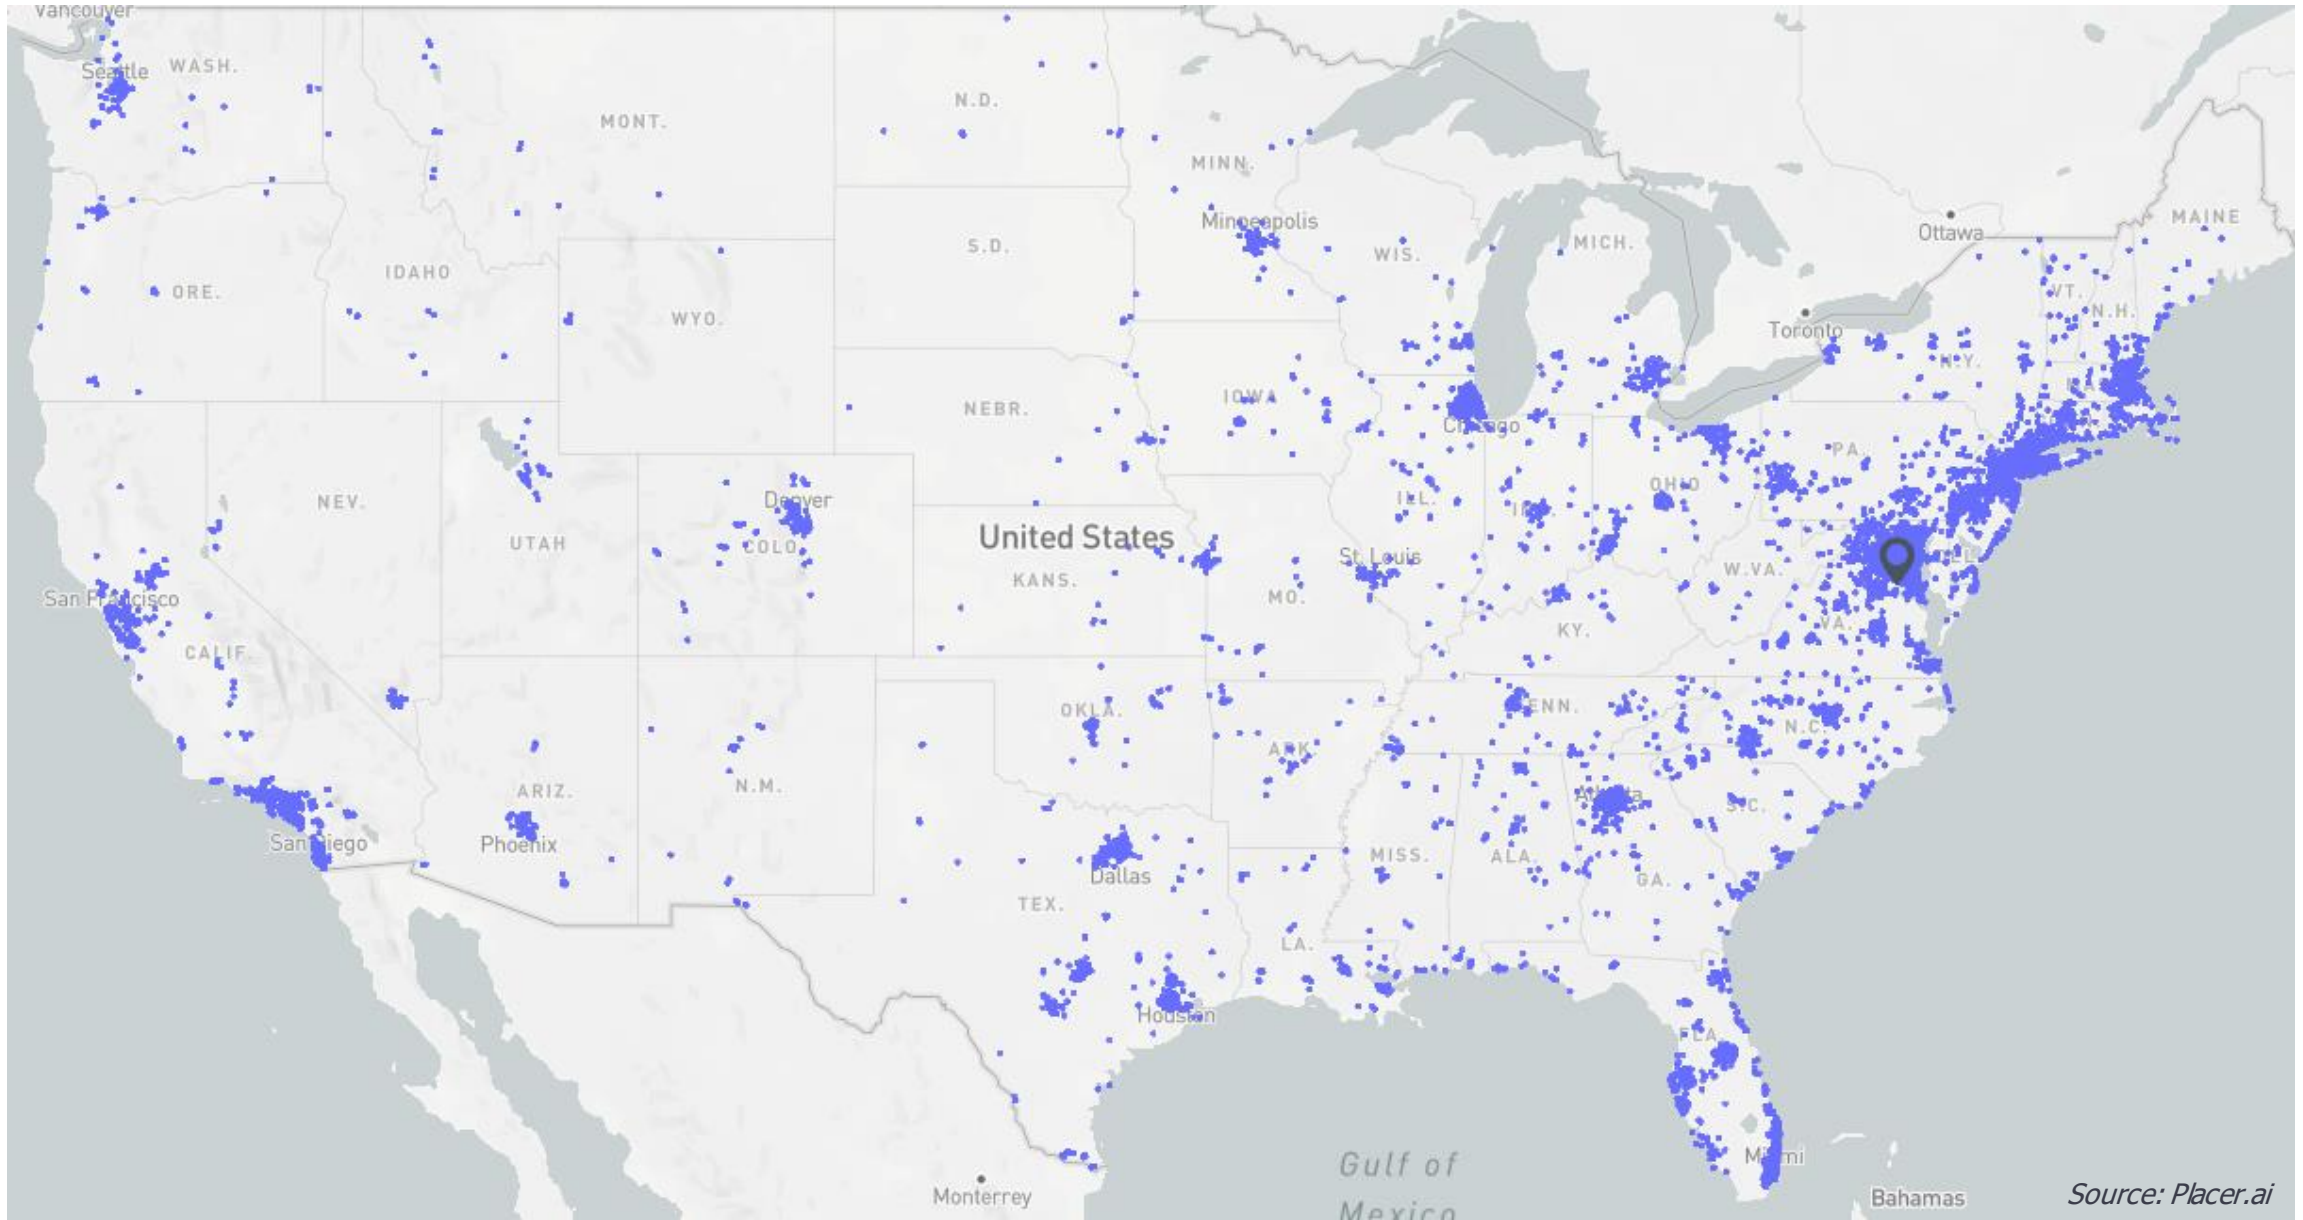 Vancouver
Seattle
WASH.
MONT.
N.D.
MINN.
Minneapolis
Ottawa
MAINE
S.D.
WIS.
MICH.
IDAHO
ORE.
WYO.
VT.
N.H.
Toronto
N.Y.
NEBR.
IOWA
Chicago
PA.
NEV.
Denver
ILL.
OHIO
United States
UTAH
COLO.
St. Louis
KANS.
W.VA.
San Francisco
MO.
VA.
KY.
CALIF.
OKLA.
TENN.
N.C.
ARK.
ARIZ.
N.M.
Atlanta
S.C.
San Diego
Phoenix
Dallas
MISS.
ALA.
GA.
TEX.
LA.
Houston
FLA.
Miami
Gulf of
Mexico
Monterrey
Bahamas
Source: Placer.ai